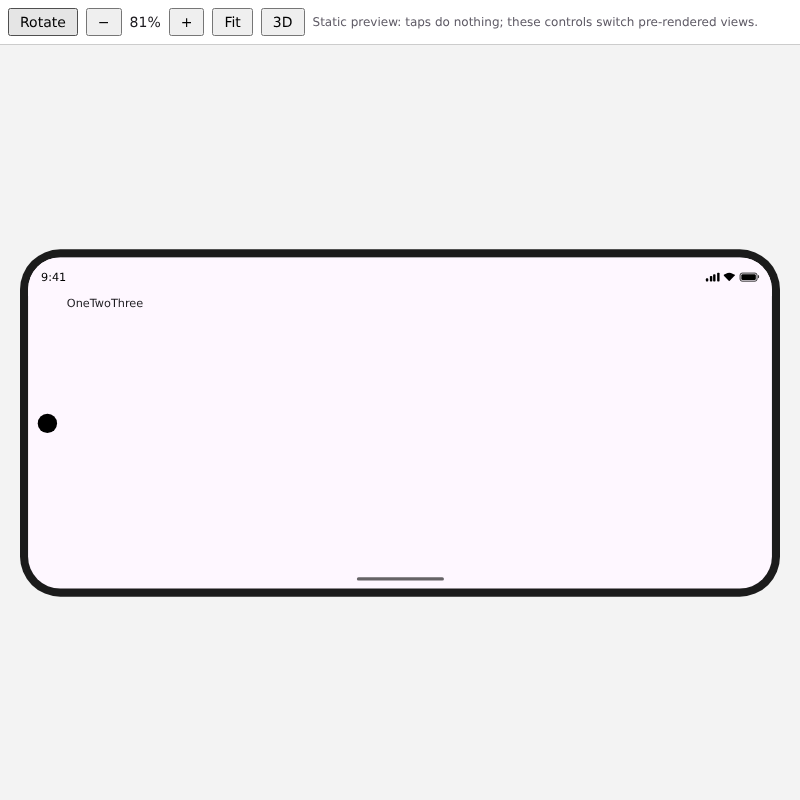 Rotate − 81% + Fit 3D Static preview: taps do nothing; these controls switch pre-rendered views.
9:41
OneTwoThree